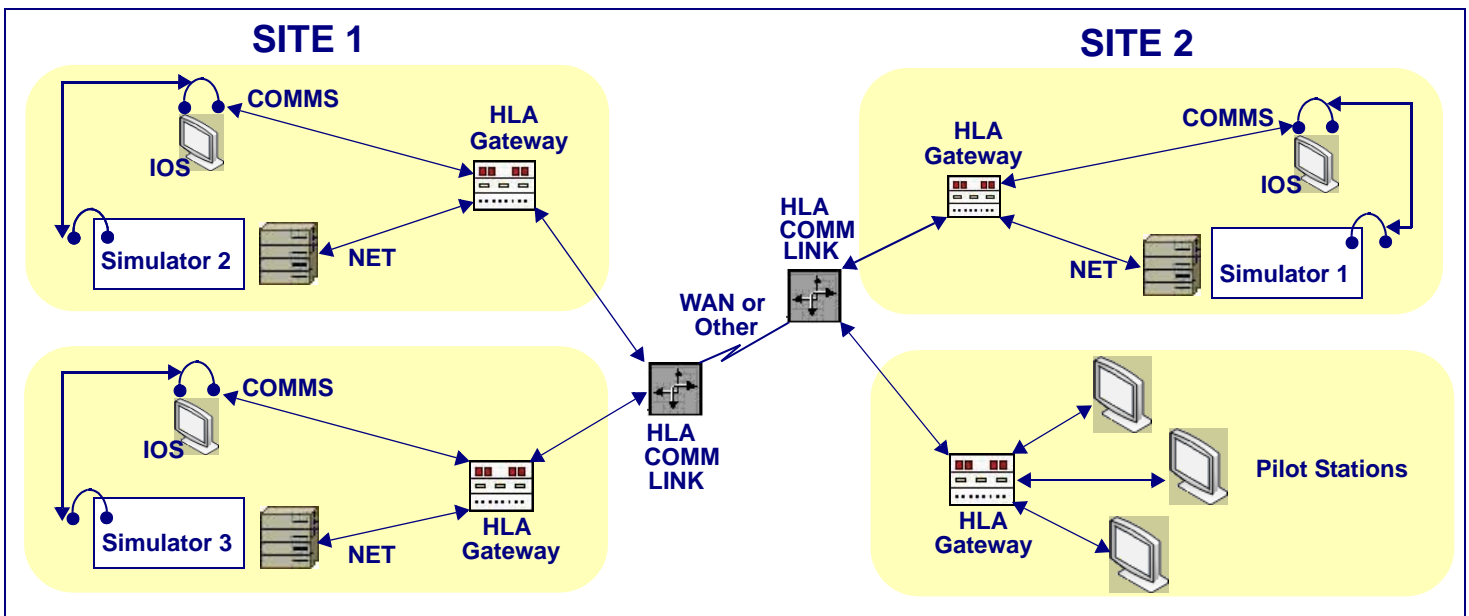 SITE 1
SITE 2
COMMS
IOS
HLA
Gateway
Simulator 2
NET
HLA
Gateway
COMMS
IOS
NET
Simulator 1
HLA
COMM
LINK
WAN or
Other
COMMS
IOS
HLA
COMM
LINK
Simulator 3
NET
HLA
Gateway
HLA
Gateway
Pilot Stations